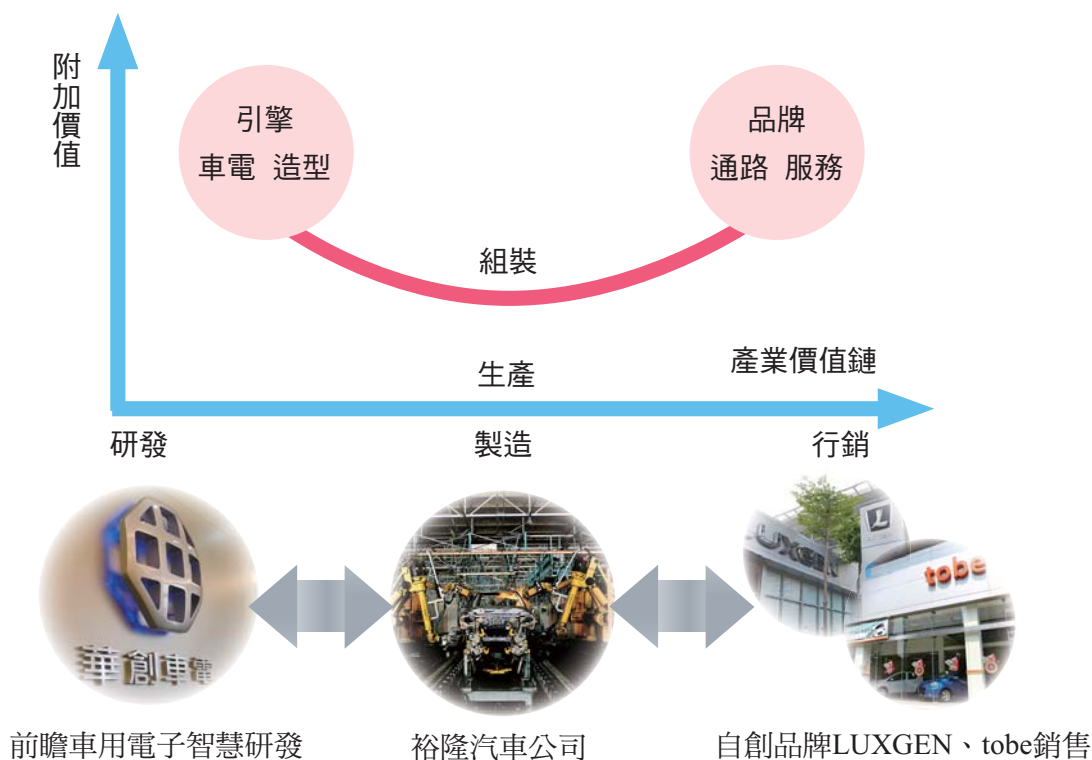 附加價值
引擎
車電 造型
品牌
通路 服務
組裝
生產
產業價值鏈
研發
製造
行銷
華創車電
LUXGEN
tobe
前瞻車用電子智慧研發
裕隆汽車公司
自創品牌LUXGEN、tobe銷售